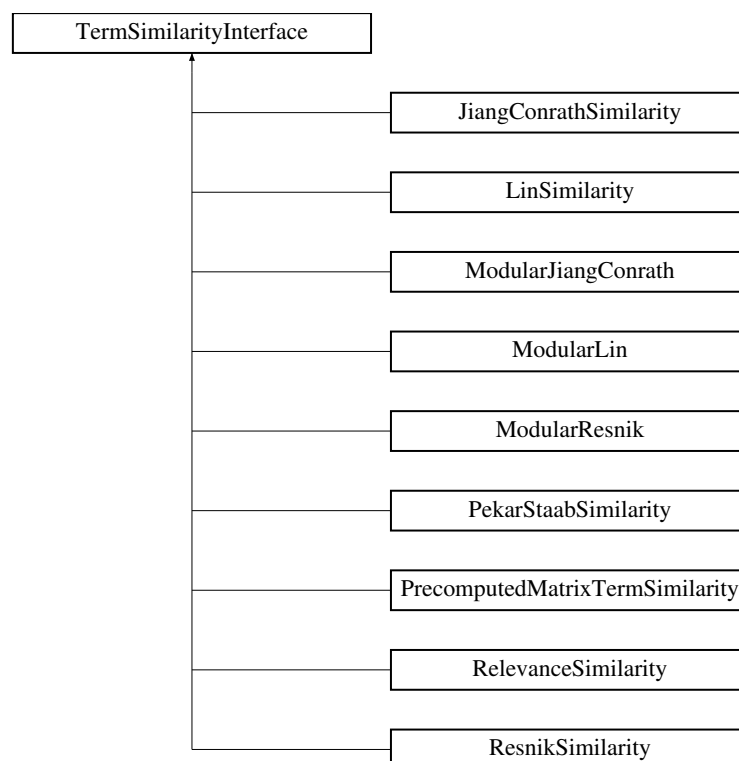 TermSimilarityInterface
JiangConrathSimilarity
LinSimilarity
ModularJiangConrath
ModularLin
ModularResnik
PekarStaabSimilarity
PrecomputedMatrixTermSimilarity
RelevanceSimilarity
ResnikSimilarity